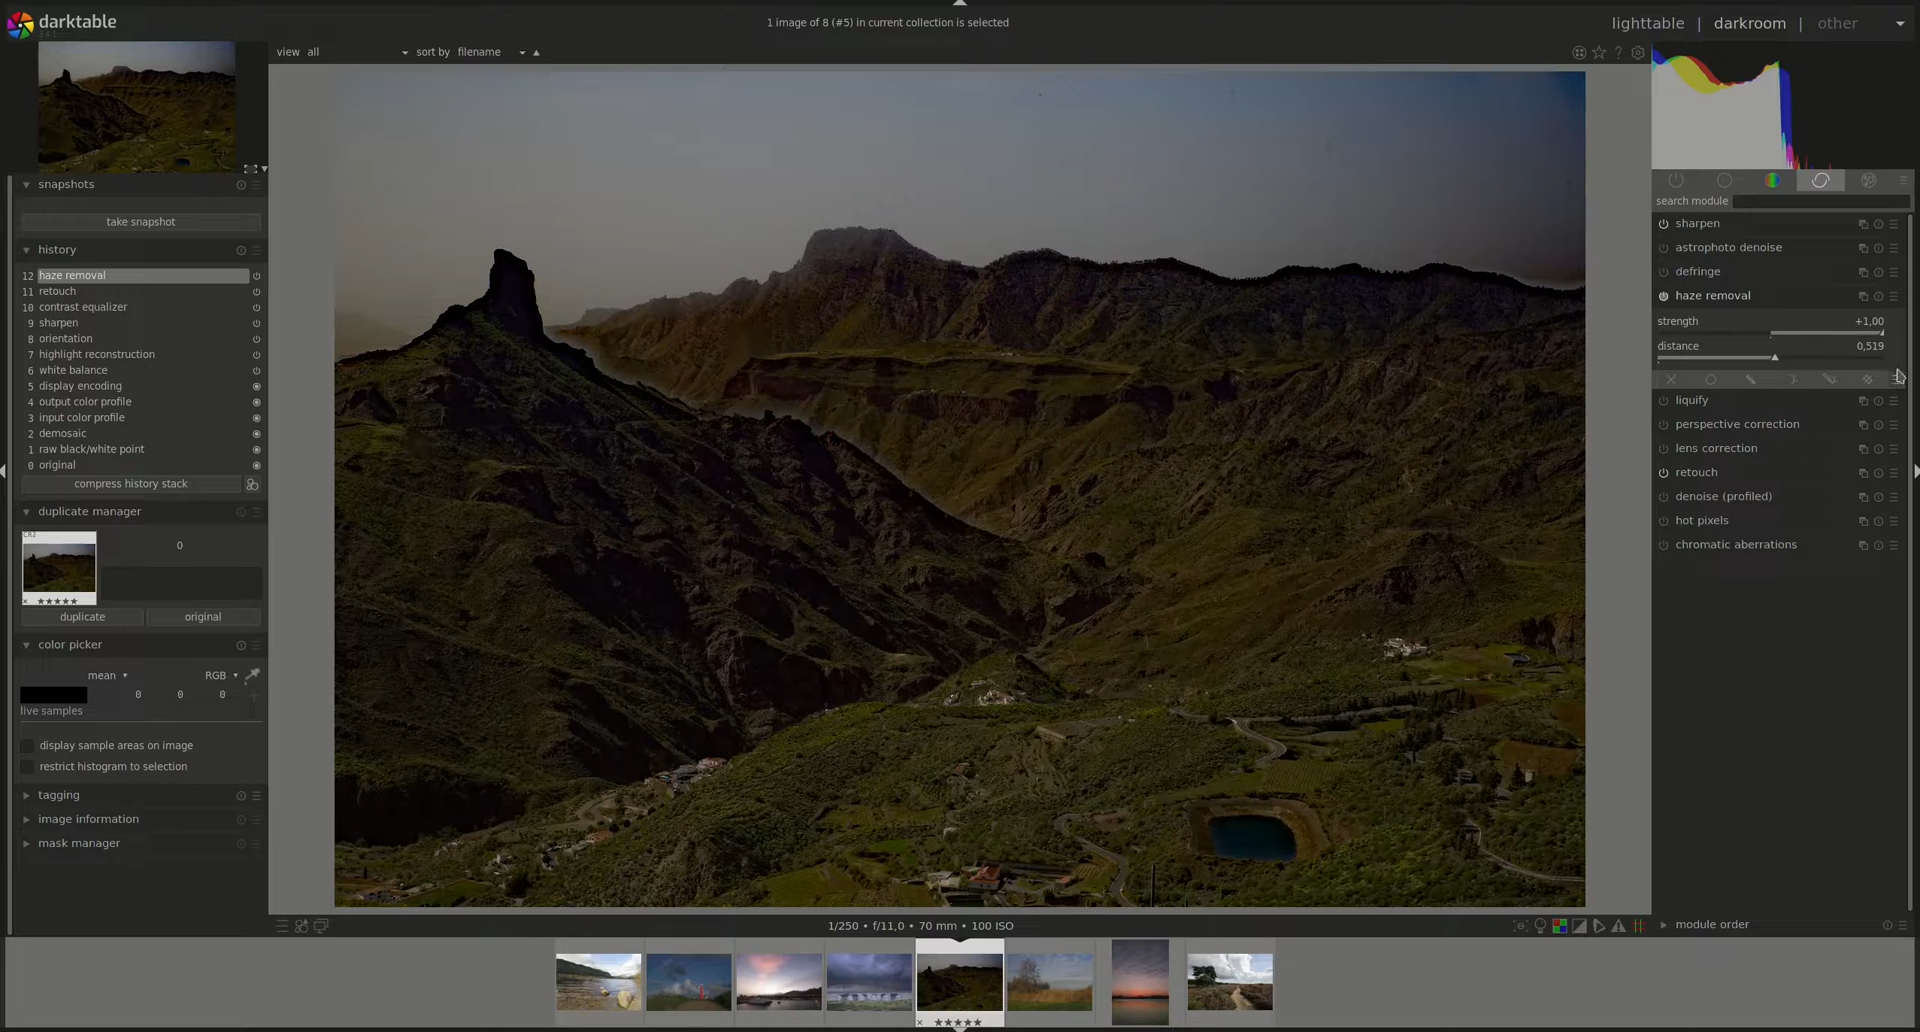 darktable
3.4.1
1 image of 8 (#5) in current collection is selected
lighttable | darkroom | other
view all sort by filename
snapshots
take snapshot
history
12 haze removal
11 retouch
10 contrast equalizer
9 sharpen
8 orientation
7 highlight reconstruction
6 white balance
5 display encoding
4 output color profile
3 input color profile
2 demosaic
1 raw black/white point
0 original
compress history stack
duplicate manager
CR2
0
duplicate original
color picker
mean RGB
0 0 0
live samples
display sample areas on image
restrict histogram to selection
tagging
image information
mask manager
1/250 • f/11,0 • 70 mm • 100 ISO
search module
sharpen
astrophoto denoise
defringe
haze removal
strength +1,00
distance 0,519
liquify
perspective correction
lens correction
retouch
denoise (profiled)
hot pixels
chromatic aberrations
module order